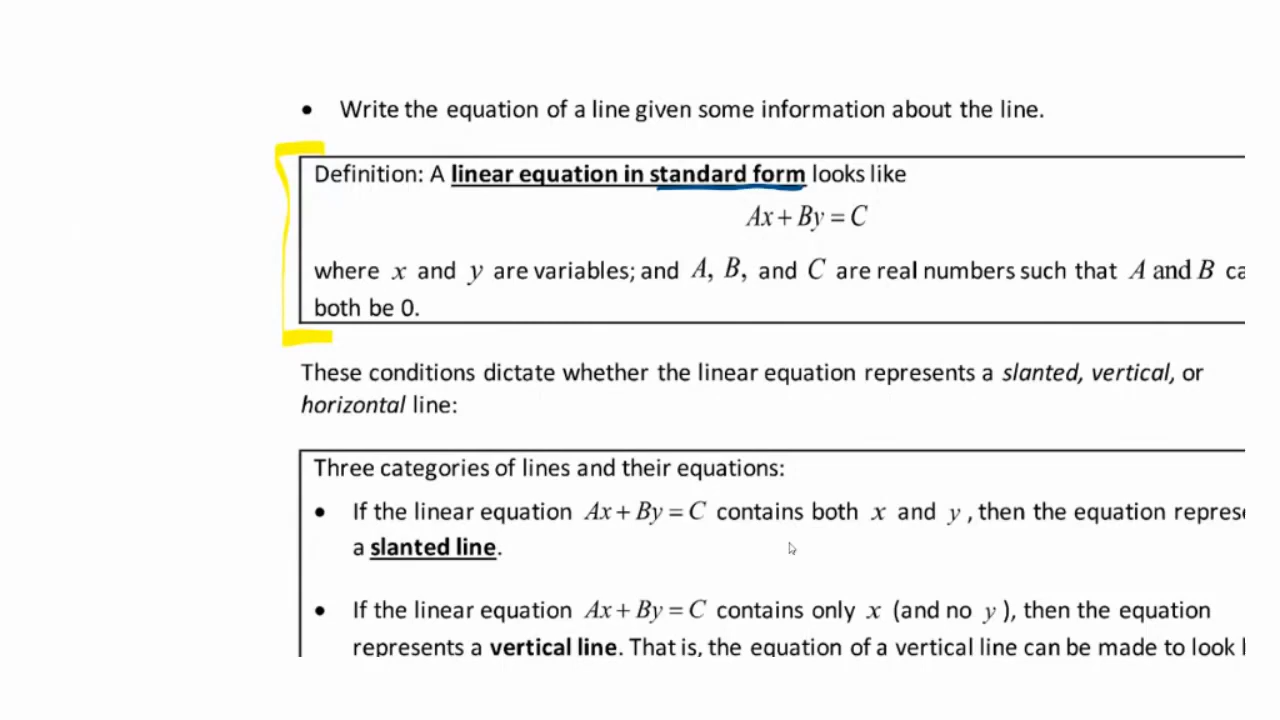 • Write the equation of a line given some information about the line.
Definition: A linear equation in standard form looks like
Ax + By = C
where x and y are variables; and A, B, and C are real numbers such that A and B
both be 0.
These conditions dictate whether the linear equation represents a slanted, vertical, or
horizontal line:
Three categories of lines and their equations:
• If the linear equation Ax + By = C contains both x and y, then the equation
a slanted line.
• If the linear equation Ax + By = C contains only x (and no y), then the equation
represents a vertical line. That is, the equation of a vertical line can be made to look